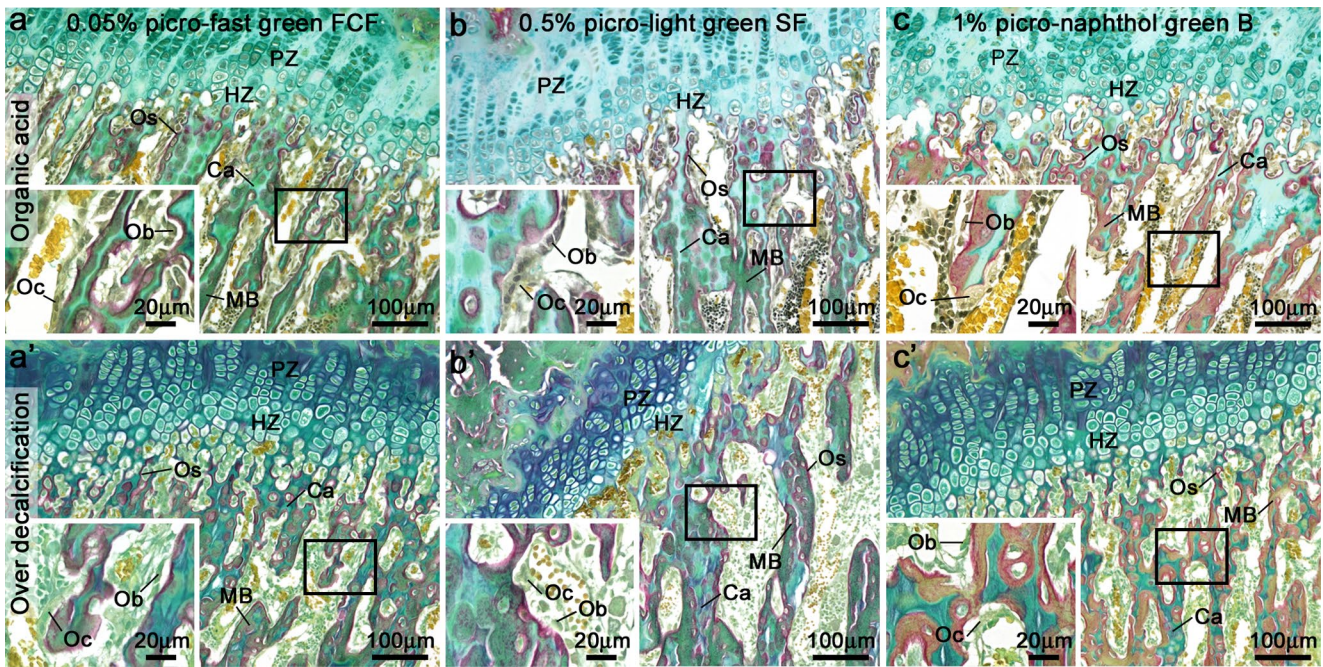 a 0.05% picro-fast green FCF
PZ
HZ
Os
Ca
Ob
Oc
MB
20µm
100µm
b 0.5% picro-light green SF
PZ
HZ
Os
Ca
Ob
Oc
MB
20µm
100µm
c 1% picro-naphthol green B
PZ
HZ
Os
Ca
Ob
MB
Oc
20µm
100µm
Organic acid
a'
PZ
HZ
Os
Ca
Ob
Oc
MB
20µm
100µm
b'
PZ
HZ
Os
MB
Oc
Ob
Ca
20µm
100µm
c'
PZ
HZ
Os
MB
Ob
Oc
Ca
20µm
100µm
Over decalcification